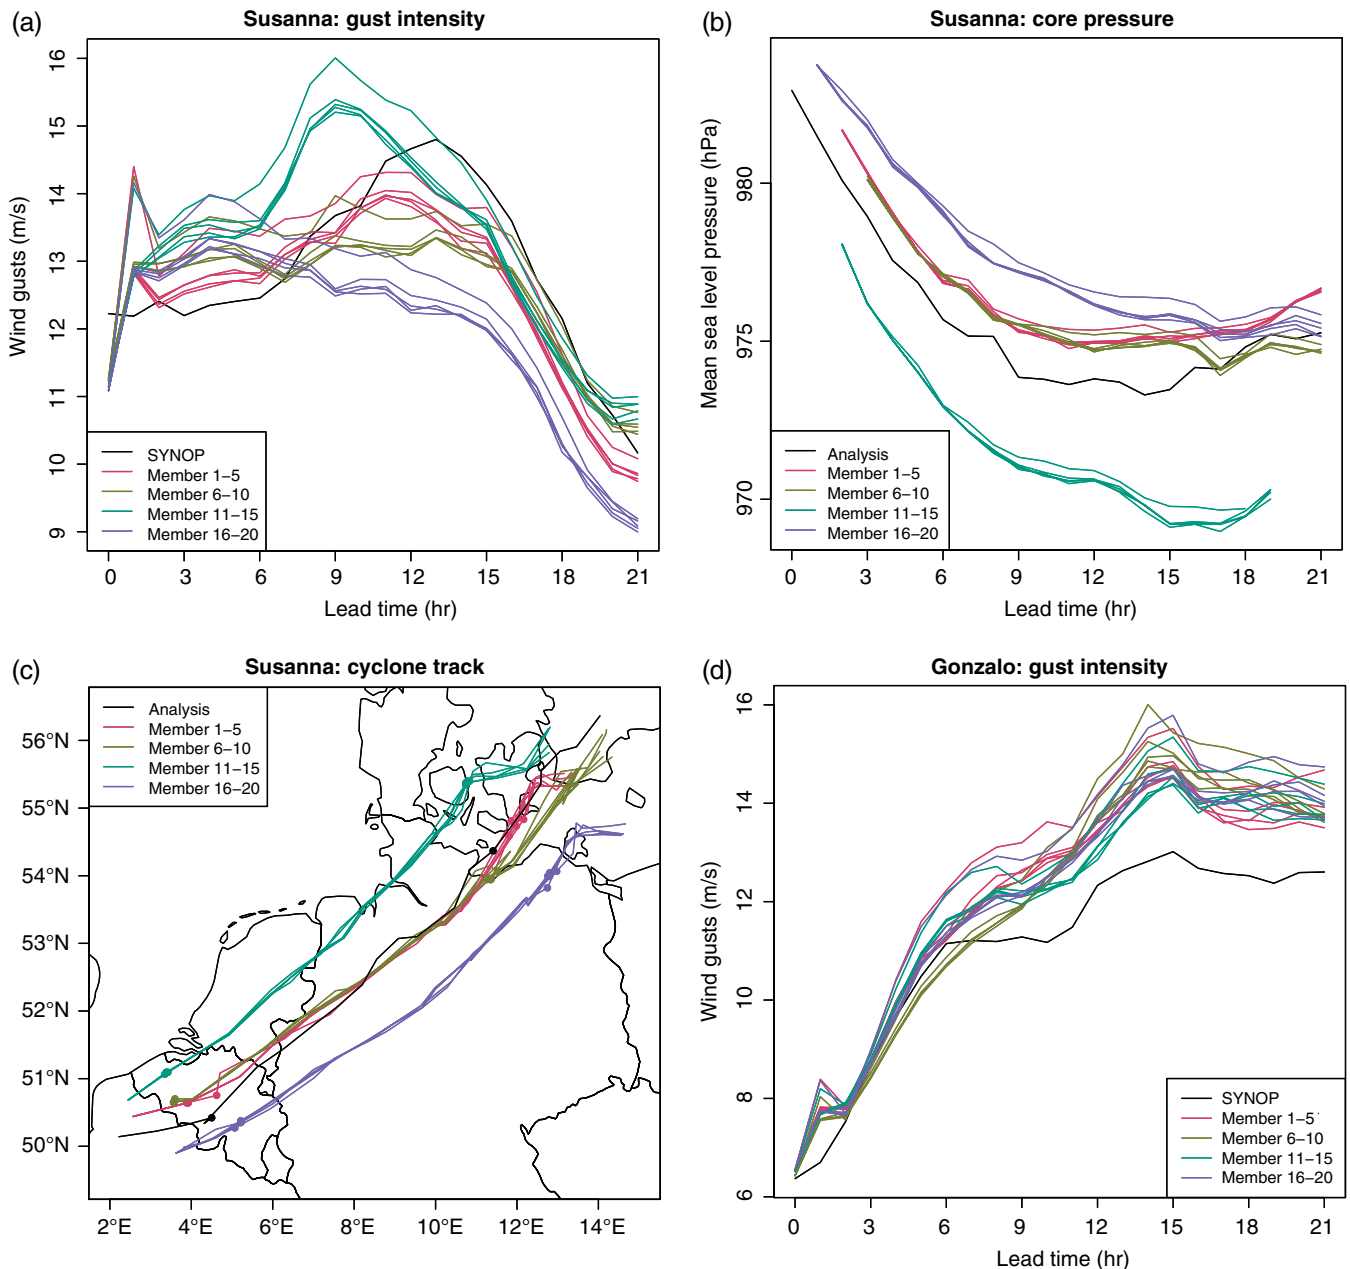 (a)
Susanna: gust intensity
Wind gusts (m/s)
16
15
14
13
12
11
10
9
SYNOP
Member 1–5
Member 6–10
Member 11–15
Member 16–20
0 3 6 9 12 15 18 21
Lead time (hr)
(b)
Susanna: core pressure
Mean sea level pressure (hPa)
980
975
970
Analysis
Member 1–5
Member 6–10
Member 11–15
Member 16–20
0 3 6 9 12 15 18 21
Lead time (hr)
(c)
Susanna: cyclone track
Analysis
Member 1–5
Member 6–10
Member 11–15
Member 16–20
56°N
55°N
54°N
53°N
52°N
51°N
50°N
2°E 4°E 6°E 8°E 10°E 12°E 14°E
(d)
Gonzalo: gust intensity
Wind gusts (m/s)
16
14
12
10
8
6
SYNOP
Member 1–5
Member 6–10
Member 11–15
Member 16–20
0 3 6 9 12 15 18 21
Lead time (hr)